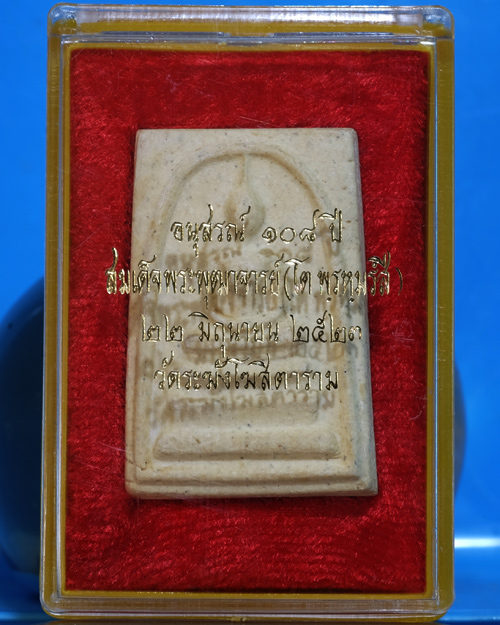 อนุสรณ์ ๑๐๘ ปี
สมเด็จพระพุฒาจารย์ (โต พฺรหฺมรํสี)
๒๒ มิถุนายน ๒๕๒๓
วัดระฆังโฆสิตาราม